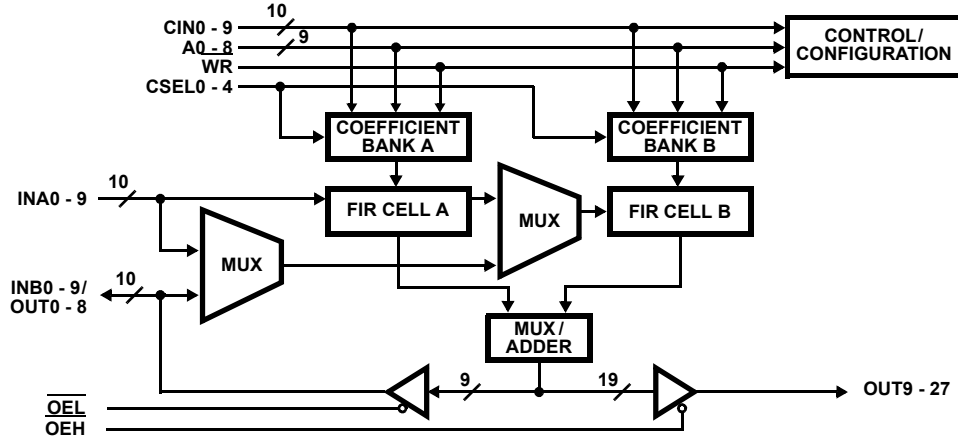 CIN0 - 9
10
A0 - 8
9
WR
CSEL0 - 4
CONTROL/
CONFIGURATION
COEFFICIENT
BANK A
COEFFICIENT
BANK B
INA0 - 9
10
FIR CELL A
MUX
FIR CELL B
MUX
INB0 - 9/
OUT0 - 8
10
MUX /
ADDER
9
19
OUT9 - 27
OEL
OEH